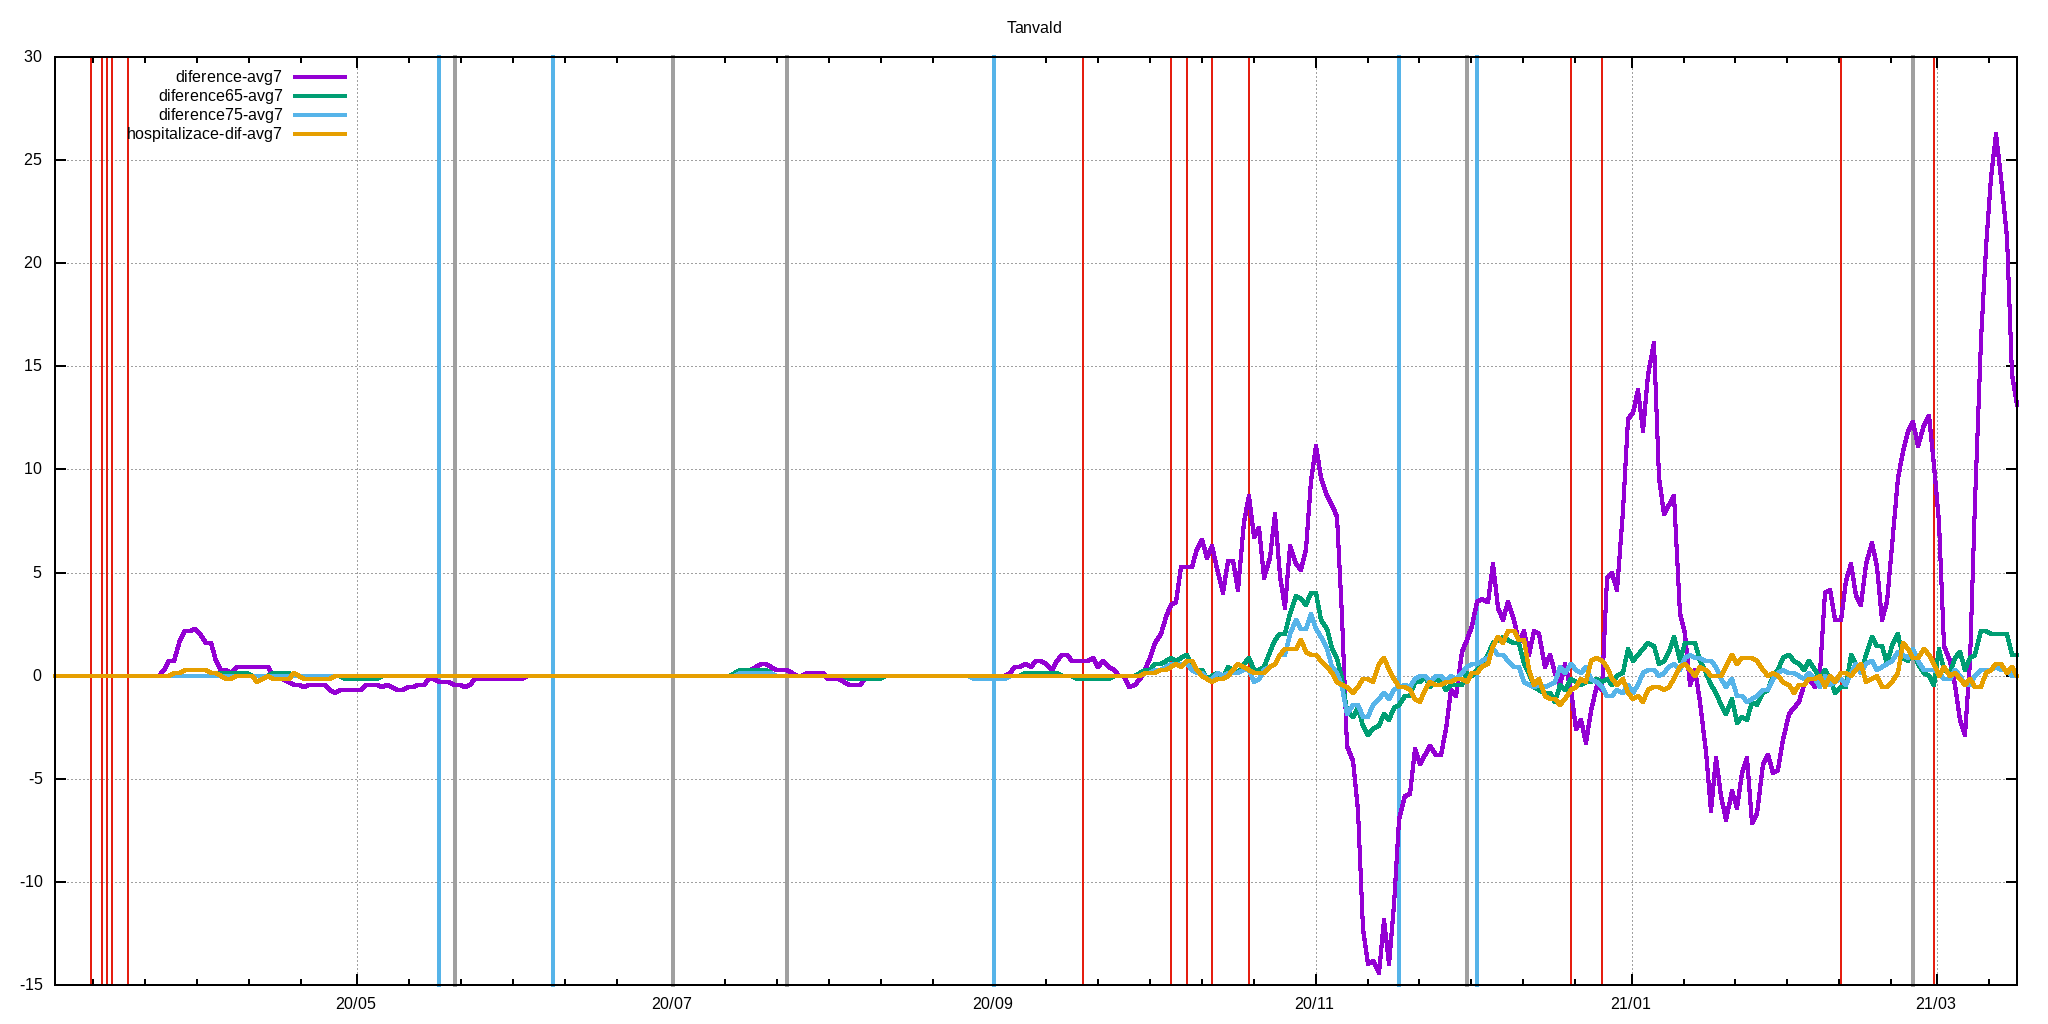 Tanvald
30
25
20
15
10
5
0
-5
-10
-15
diference-avg7
diference65-avg7
diference75-avg7
hospitalizace-dif-avg7
20/05 20/07 20/09 20/11 21/01 21/03